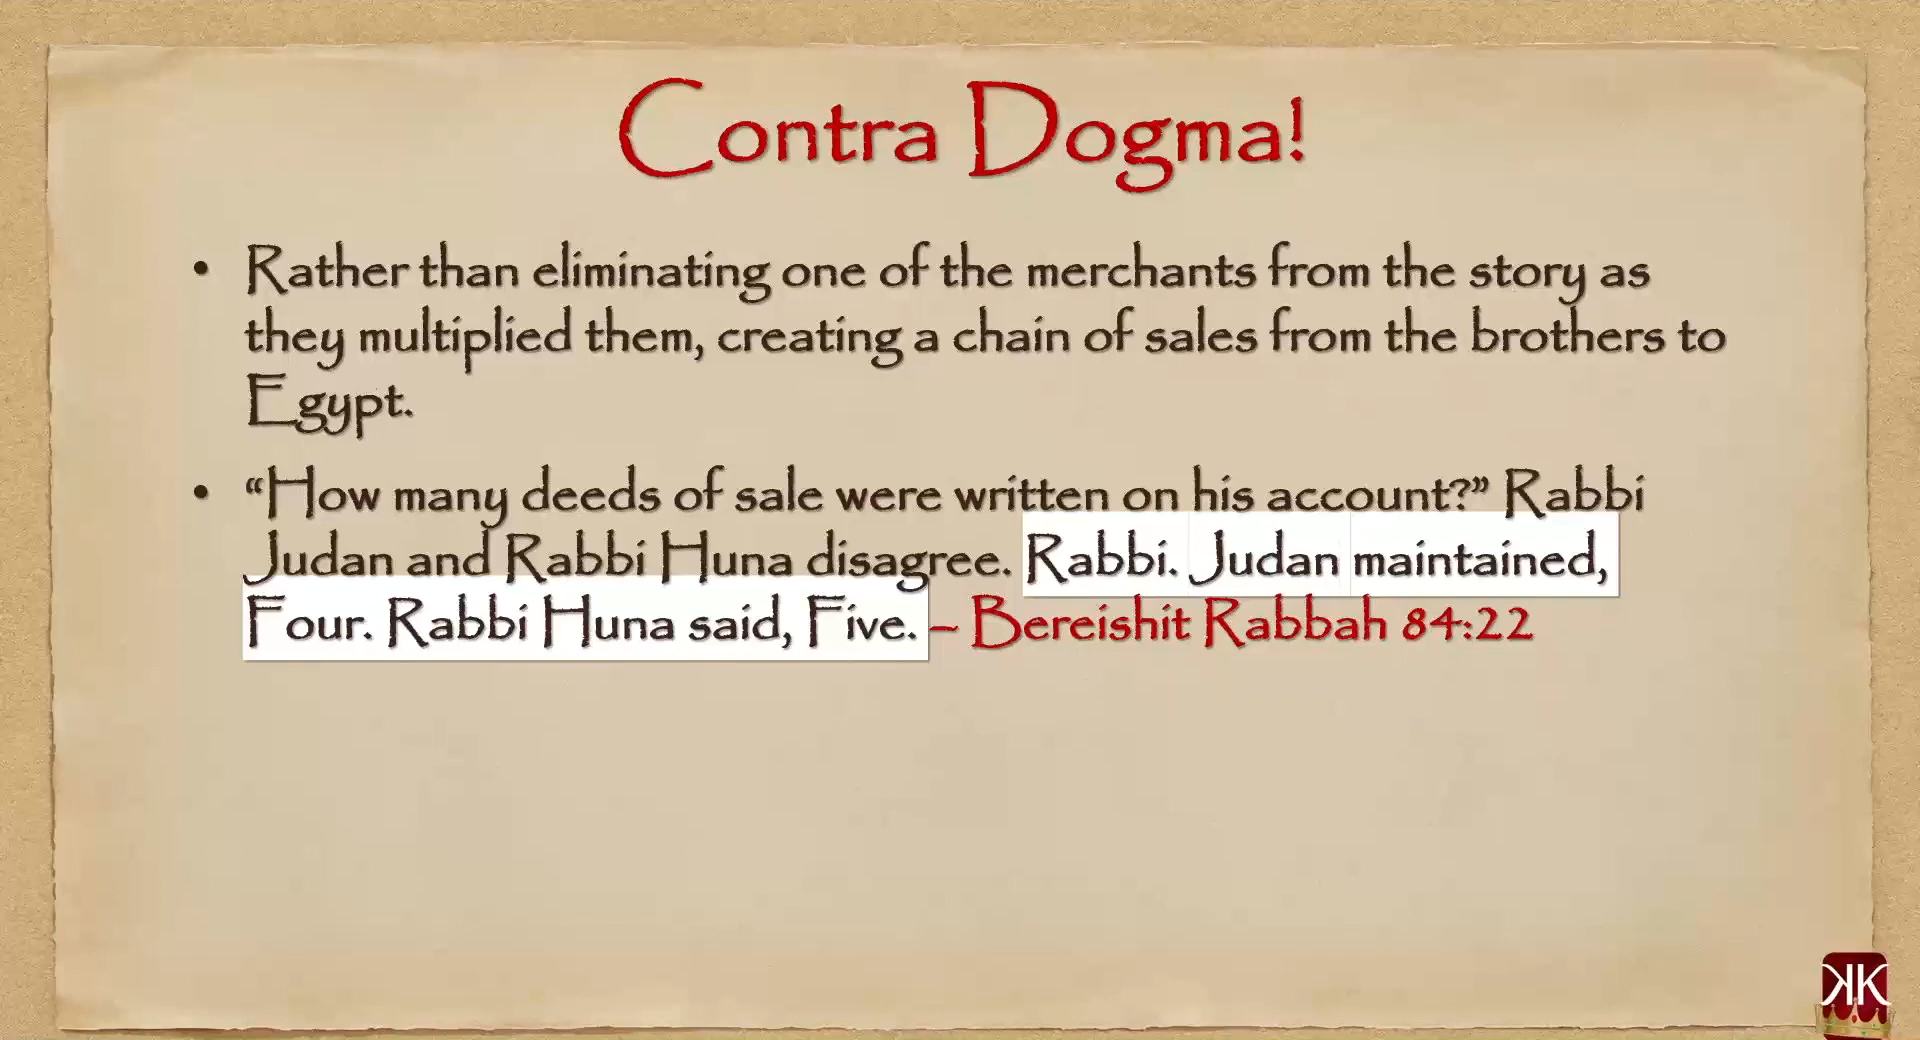 Contra Dogma!
• Rather than eliminating one of the merchants from the story as
they multiplied them, creating a chain of sales from the brothers to
Egypt.
• “How many deeds of sale were written on his account?” Rabbi
Judan and Rabbi Huna disagree. Rabbi. Judan maintained,
Four. Rabbi Huna said, Five. – Bereishit Rabbah 84:22
KK